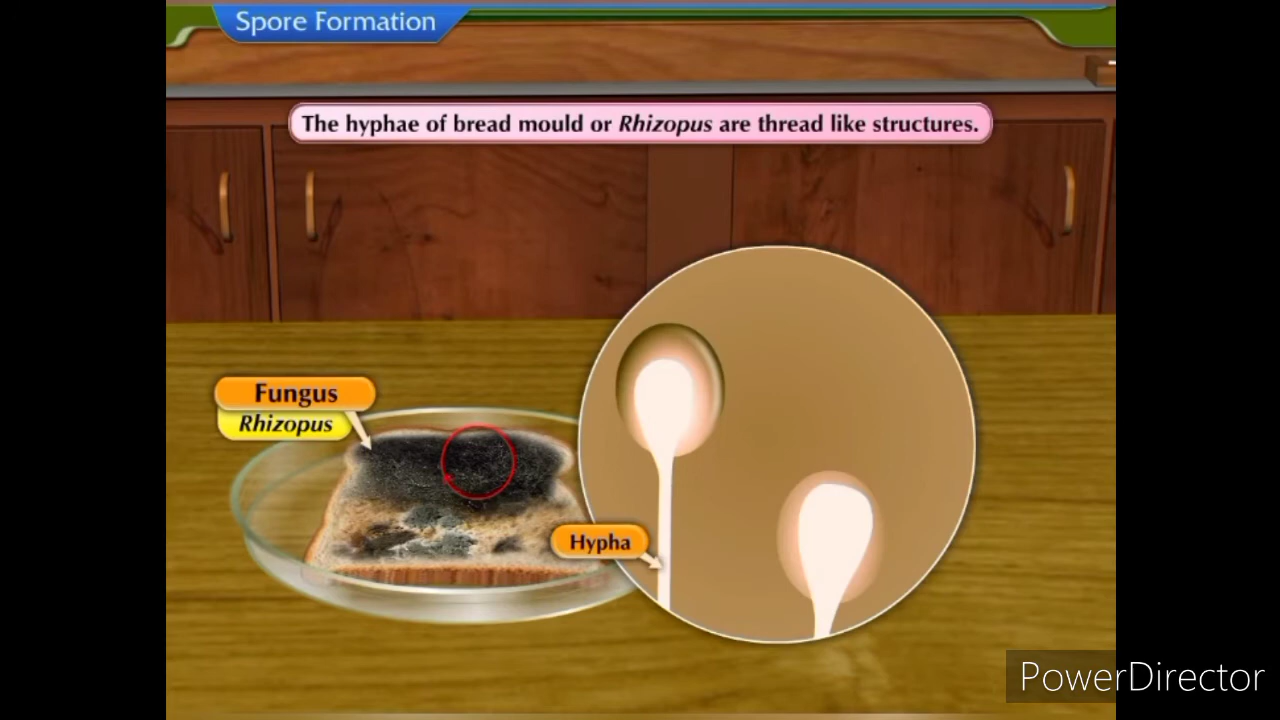 Spore Formation
The hyphae of bread mould or Rhizopus are thread like structures.
Fungus
Rhizopus
Hypha
PowerDirector